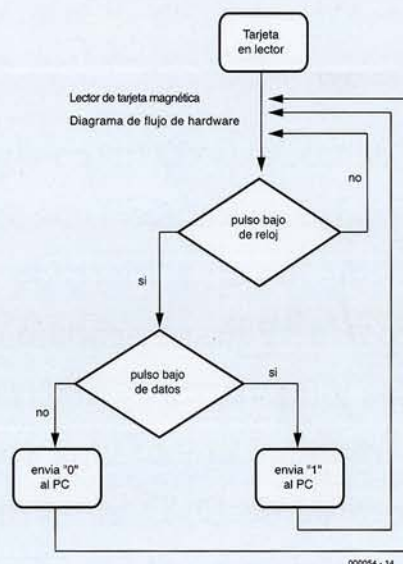 Tarjeta
en lector
Lector de tarjeta magnética
Diagrama de flujo de hardware
no
pulso bajo
de reloj
si
pulso bajo
de datos
si
no
envia "0"
al PC
envia "1"
al PC
000054 - 14